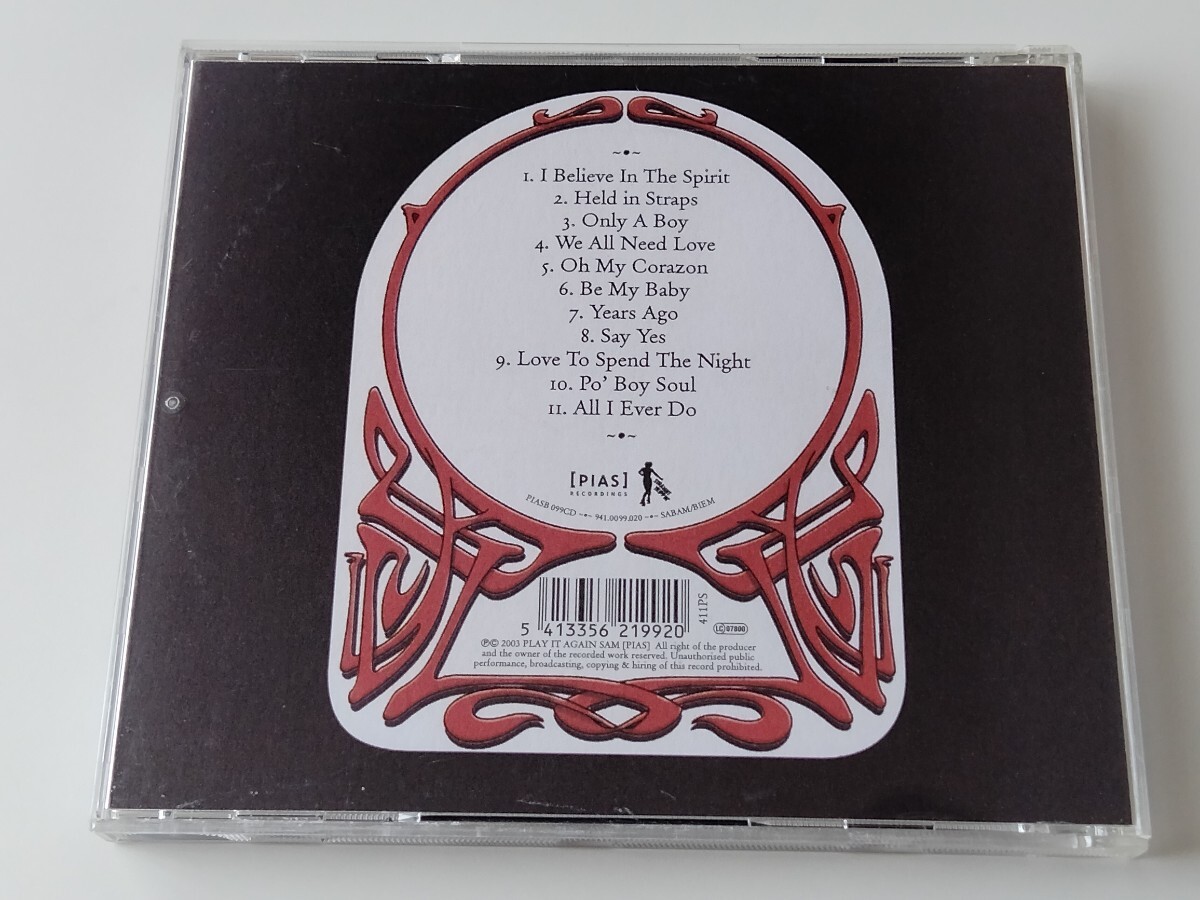 ~•~
1. I Believe In The Spirit
2. Held in Straps
3. Only A Boy
4. We All Need Love
5. Oh My Corazon
6. Be My Baby
7. Years Ago
8. Say Yes
9. Love To Spend The Night
10. Po' Boy Soul
11. All I Ever Do
~•~
[PIAS]
RECORDINGS
PIASB 099CD ~•~ 941.0099.020 ~•~ SABAM/BIEM
5 413356 219920
411PS
LC 07800
℗© 2003 PLAY IT AGAIN SAM [PIAS] All right of the producer
and the owner of the recorded work reserved. Unauthorised public
performance, broadcasting, copying & hiring of this record prohibited.